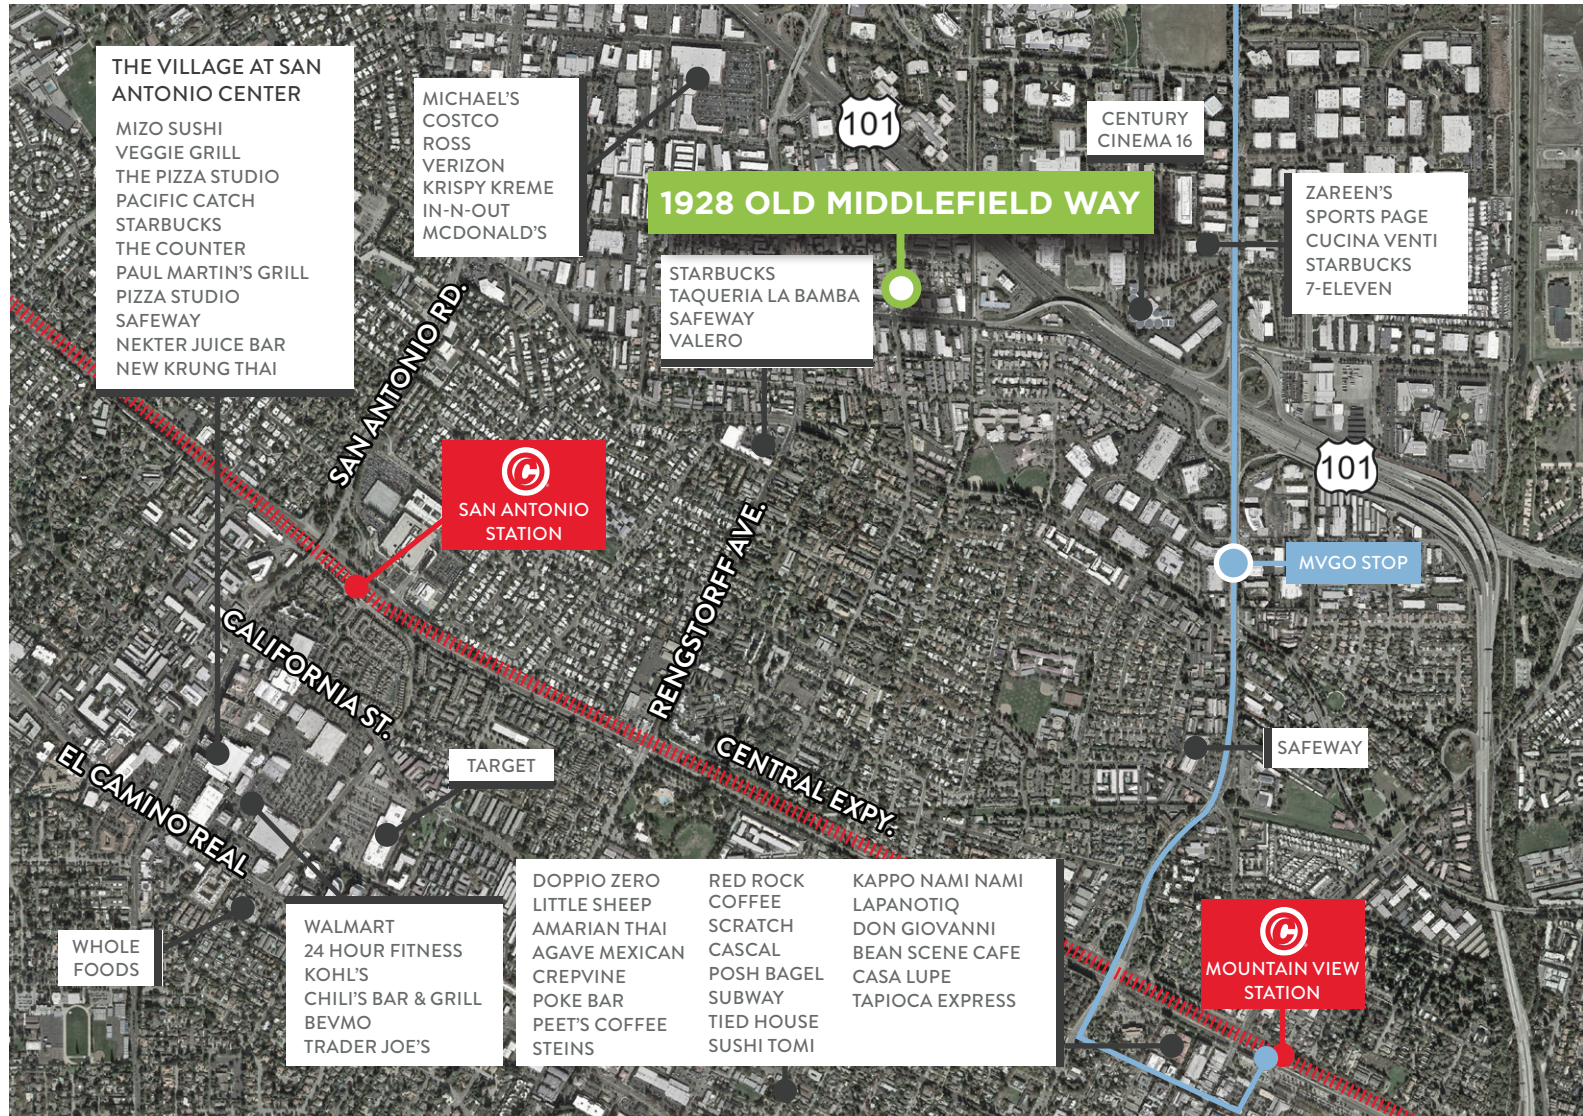 THE VILLAGE AT SAN
ANTONIO CENTER
MIZO SUSHI
VEGGIE GRILL
THE PIZZA STUDIO
PACIFIC CATCH
STARBUCKS
THE COUNTER
PAUL MARTIN'S GRILL
PIZZA STUDIO
SAFEWAY
NEKTER JUICE BAR
NEW KRUNG THAI
MICHAEL'S
COSTCO
ROSS
VERIZON
KRISPY KREME
IN-N-OUT
MCDONALD'S
101
CENTURY
CINEMA 16
1928 OLD MIDDLEFIELD WAY
ZAREEN'S
SPORTS PAGE
CUCINA VENTI
STARBUCKS
7-ELEVEN
STARBUCKS
TAQUERIA LA BAMBA
SAFEWAY
VALERO
SAN ANTONIO RD.
SAN ANTONIO
STATION
101
RENGSTORFF AVE.
MVGO STOP
CALIFORNIA ST.
EL CAMINO REAL
TARGET
CENTRAL EXPY.
SAFEWAY
WHOLE
FOODS
WALMART
24 HOUR FITNESS
KOHL'S
CHILI'S BAR & GRILL
BEVMO
TRADER JOE'S
DOPPIO ZERO
LITTLE SHEEP
AMARIAN THAI
AGAVE MEXICAN
CREPVINE
POKE BAR
PEET'S COFFEE
STEINS
RED ROCK
COFFEE
SCRATCH
CASCAL
POSH BAGEL
SUBWAY
TIED HOUSE
SUSHI TOMI
KAPPO NAMI NAMI
LAPANOTIQ
DON GIOVANNI
BEAN SCENE CAFE
CASA LUPE
TAPIOCA EXPRESS
MOUNTAIN VIEW
STATION